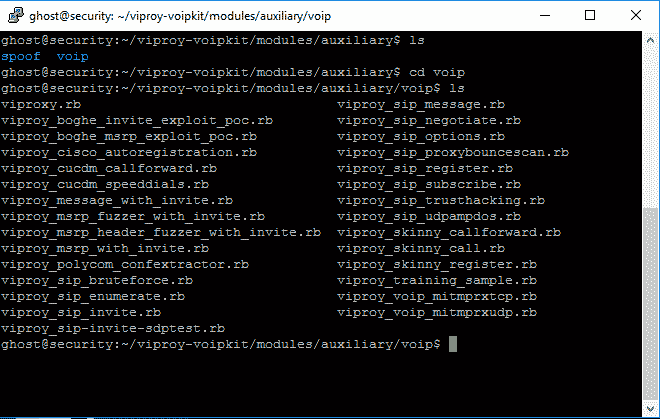 ghost@security: ~/viproy-voipkit/modules/auxiliary/voip
ghost@security:~/viproy-voipkit/modules/auxiliary$ ls
spoof voip
ghost@security:~/viproy-voipkit/modules/auxiliary$ cd voip
ghost@security:~/viproy-voipkit/modules/auxiliary/voip$ ls
viproxy.rb viproy_sip_message.rb
viproy_boghe_invite_exploit_poc.rb viproy_sip_negotiate.rb
viproy_boghe_msrp_exploit_poc.rb viproy_sip_options.rb
viproy_cisco_autoregistration.rb viproy_sip_proxybouncescan.rb
viproy_cucdm_callforward.rb viproy_sip_register.rb
viproy_cucdm_speeddials.rb viproy_sip_subscribe.rb
viproy_message_with_invite.rb viproy_sip_trusthacking.rb
viproy_msrp_fuzzer_with_invite.rb viproy_sip_udpampdos.rb
viproy_msrp_header_fuzzer_with_invite.rb viproy_skinny_callforward.rb
viproy_msrp_with_invite.rb viproy_skinny_call.rb
viproy_polycom_confextractor.rb viproy_skinny_register.rb
viproy_sip_bruteforce.rb viproy_training_sample.rb
viproy_sip_enumerate.rb viproy_voip_mitmprxtcp.rb
viproy_sip_invite.rb viproy_voip_mitmprxudp.rb
viproy_sip-invite-sdptest.rb
ghost@security:~/viproy-voipkit/modules/auxiliary/voip$